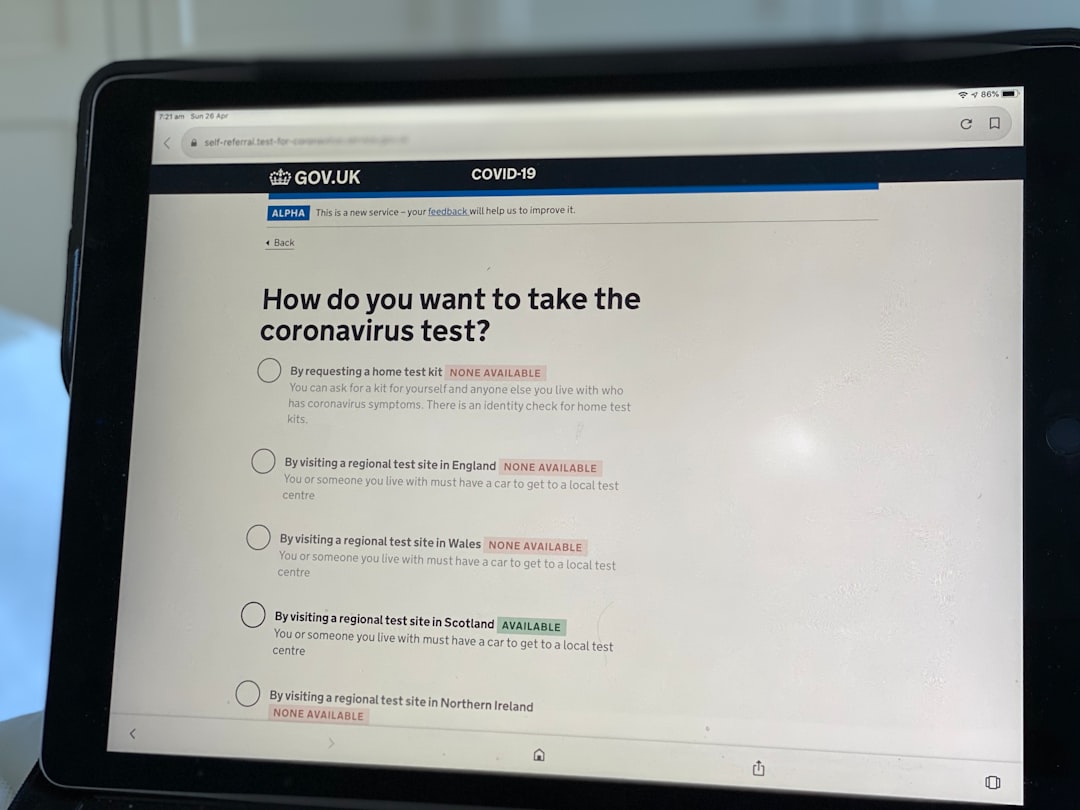 7:21 am Sun 26 Apr
86%
self-referral.test-for-
GOV.UK COVID-19
ALPHA This is a new service – your feedback will help us to improve it.
Back
How do you want to take the
coronavirus test?
By requesting a home test kit NONE AVAILABLE
You can ask for a kit for yourself and anyone else you live with who
has coronavirus symptoms. There is an identity check for home test
kits.
By visiting a regional test site in England NONE AVAILABLE
You or someone you live with must have a car to get to a local test
centre
By visiting a regional test site in Wales NONE AVAILABLE
You or someone you live with must have a car to get to a local test
centre
By visiting a regional test site in Scotland AVAILABLE
You or someone you live with must have a car to get to a local test
centre
By visiting a regional test site in Northern Ireland
NONE AVAILABLE